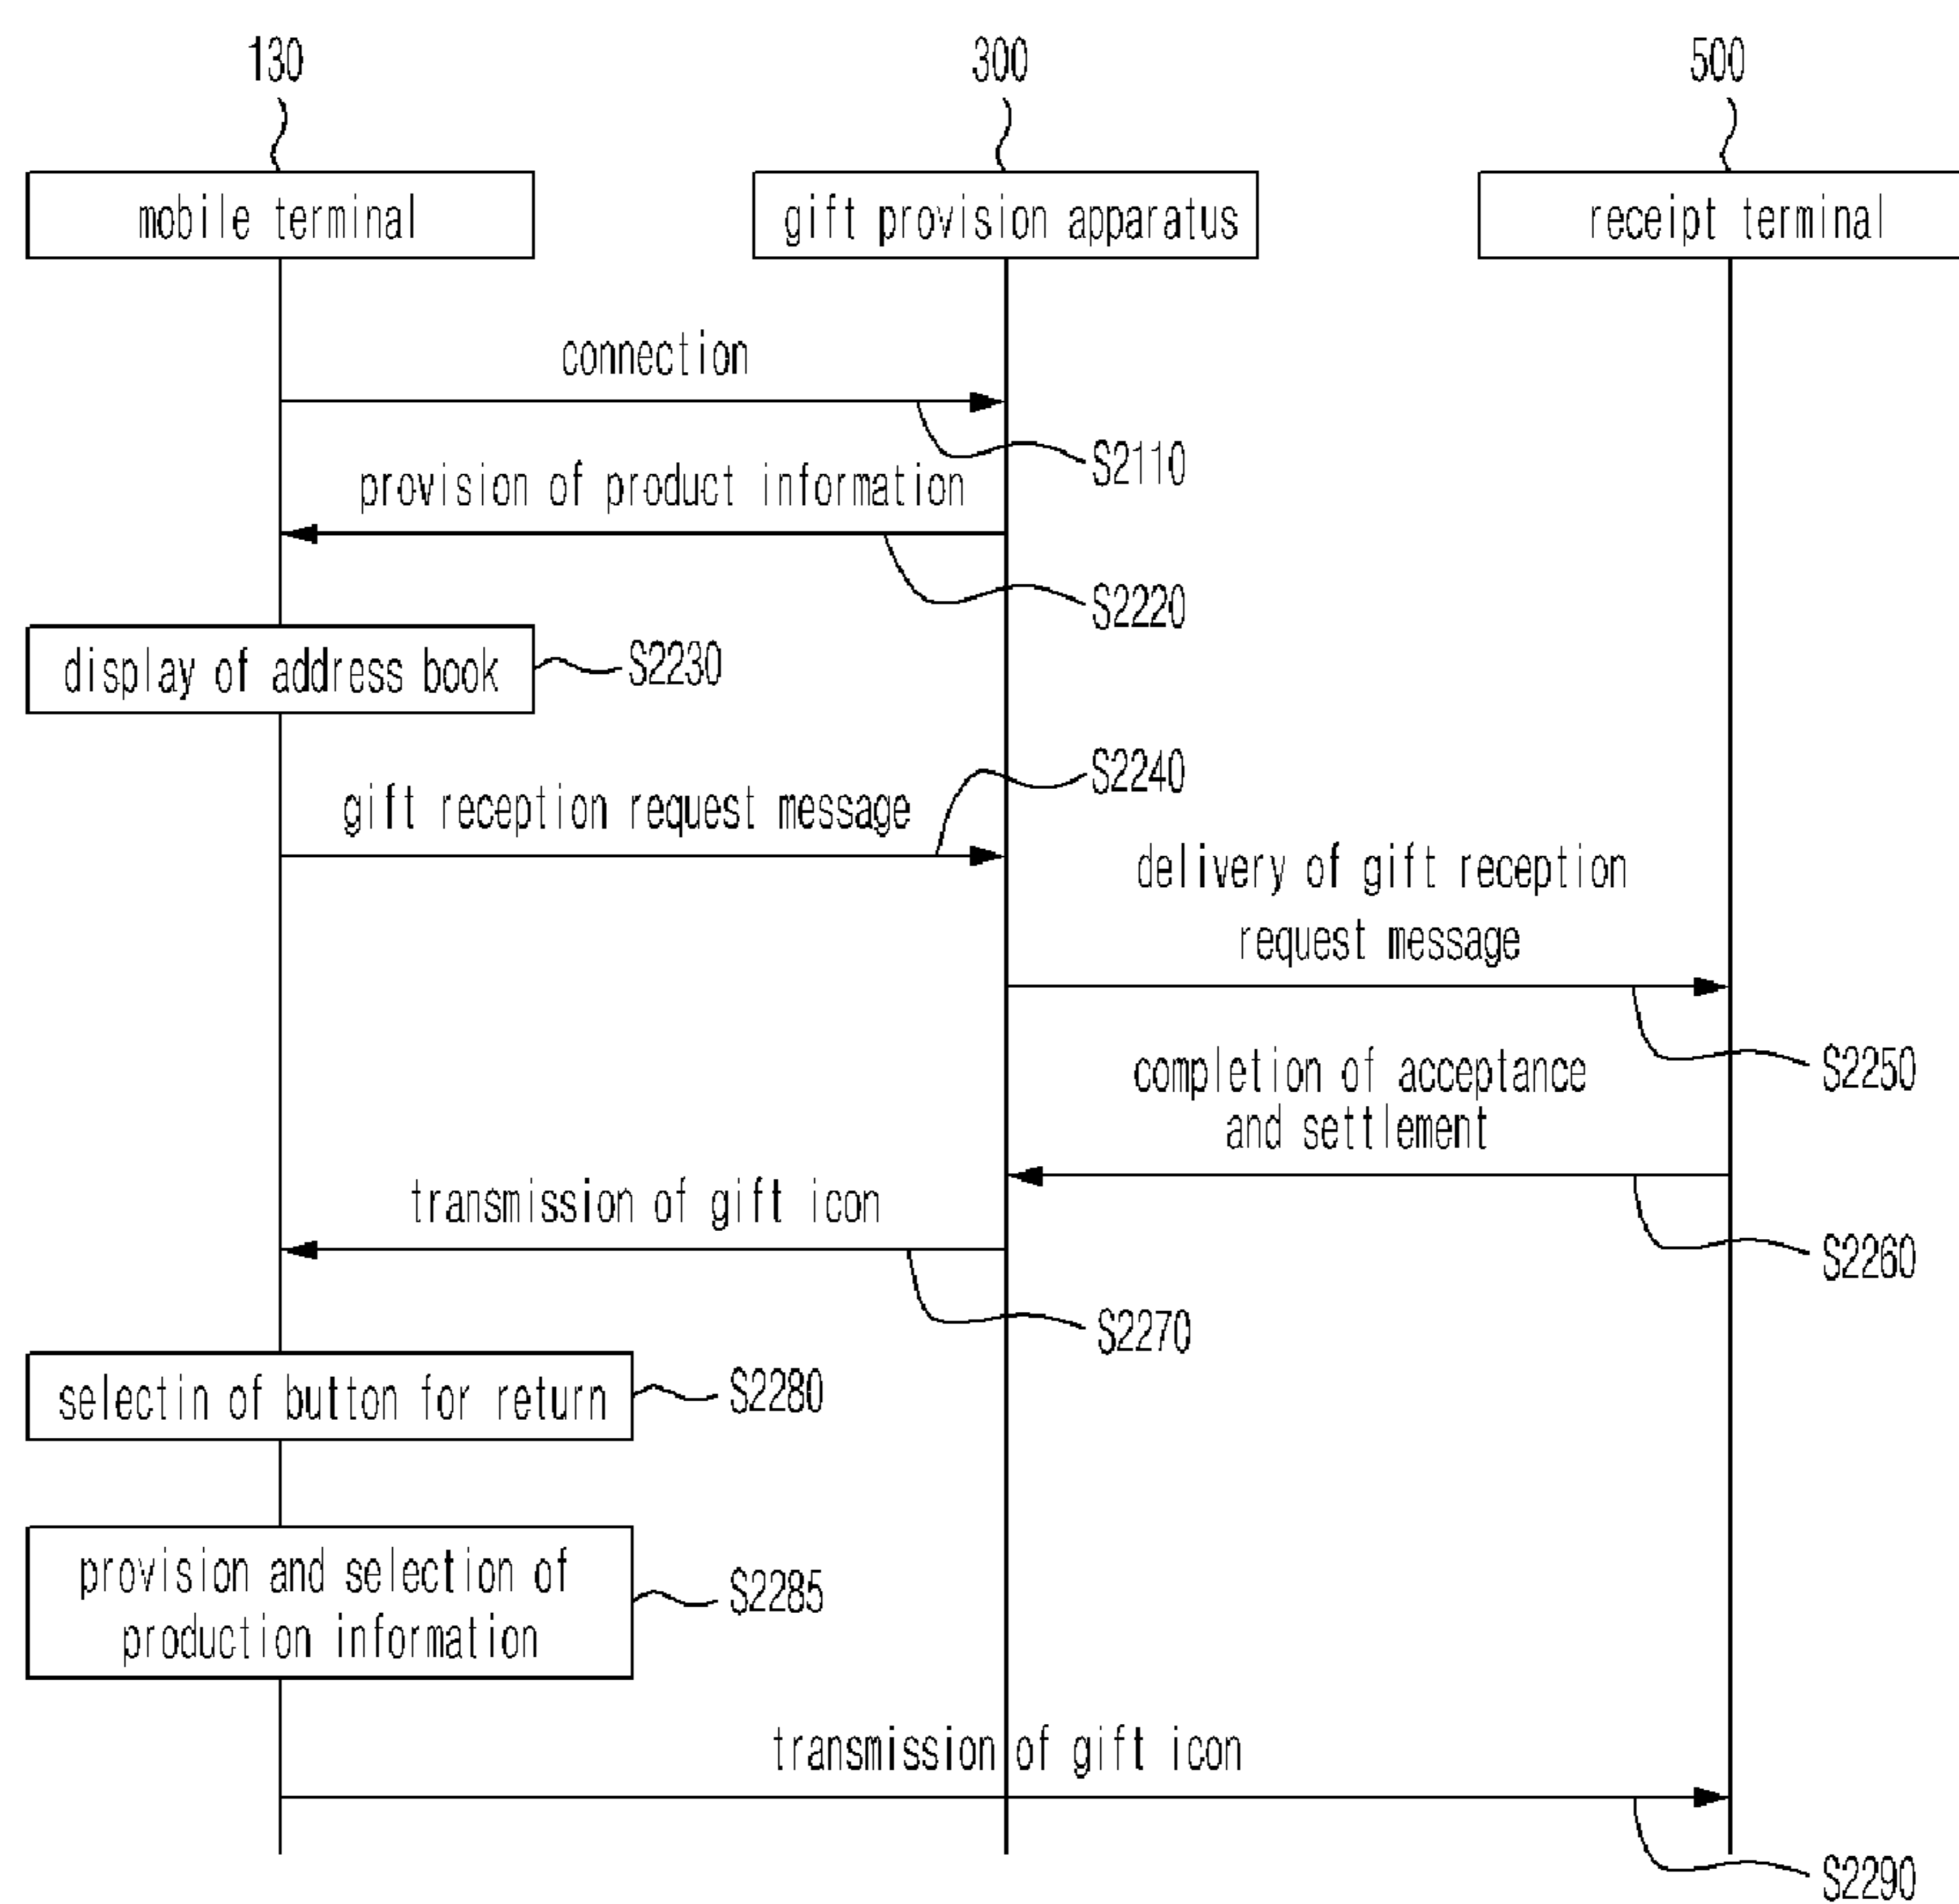 130
300
500
mobile terminal
gift provision apparatus
receipt terminal
connection
S2110
provision of product information
S2220
display of address book
S2230
S2240
gift reception request message
delivery of gift reception
request message
S2250
completion of acceptance
and settlement
S2260
transmission of gift icon
S2270
selectin of button for return
S2280
provision and selection of
production information
S2285
transmission of gift icon
S2290